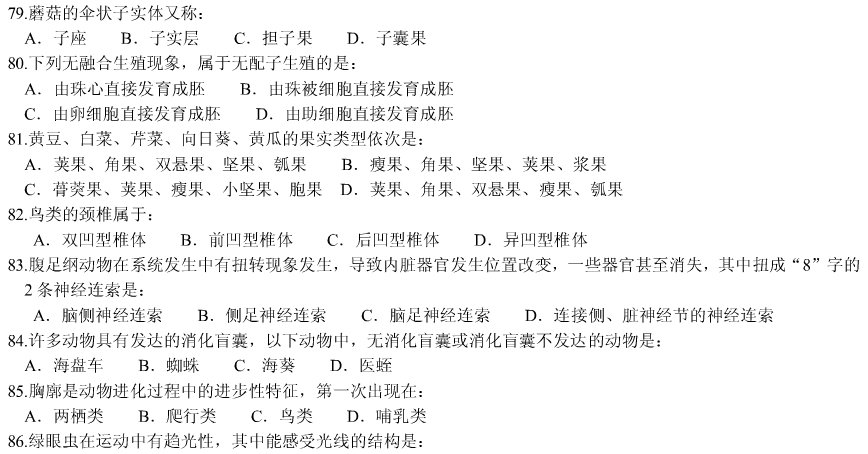 79.蘑菇的伞状子实体又称：
A．子座 B．子实层 C．担子果 D．子囊果
80.下列无融合生殖现象，属于无配子生殖的是：
A．由珠心直接发育成胚 B．由珠被细胞直接发育成胚
C．由卵细胞直接发育成胚 D．由助细胞直接发育成胚
81.黄豆、白菜、芹菜、向日葵、黄瓜的果实类型依次是：
A．荚果、角果、双悬果、坚果、瓠果 B．瘦果、角果、坚果、荚果、浆果
C．蓇葖果、荚果、瘦果、小坚果、胞果 D．荚果、角果、双悬果、瘦果、瓠果
82.鸟类的颈椎属于：
A．双凹型椎体 B．前凹型椎体 C．后凹型椎体 D．异凹型椎体
83.腹足纲动物在系统发生中有扭转现象发生，导致内脏器官发生位置改变，一些器官甚至消失，其中扭成“8”字的
2 条神经连索是：
A．脑侧神经连索 B．侧足神经连索 C．脑足神经连索 D．连接侧、脏神经节的神经连索
84.许多动物具有发达的消化盲囊，以下动物中，无消化盲囊或消化盲囊不发达的动物是：
A．海盘车 B．蜘蛛 C．海葵 D．医蛭
85.胸廓是动物进化过程中的进步性特征，第一次出现在：
A．两栖类 B．爬行类 C．鸟类 D．哺乳类
86.绿眼虫在运动中有趋光性，其中能感受光线的结构是：